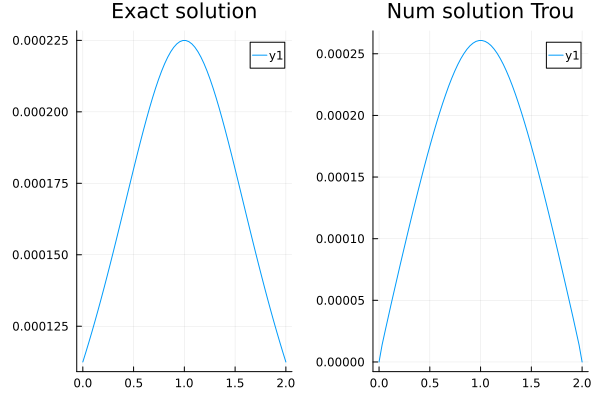 Exact solution
0.000225
0.000200
0.000175
0.000150
0.000125
0.0 0.5 1.0 1.5 2.0
y1
Num solution Trou
0.00025
0.00020
0.00015
0.00010
0.00005
0.00000
0.0 0.5 1.0 1.5 2.0
y1